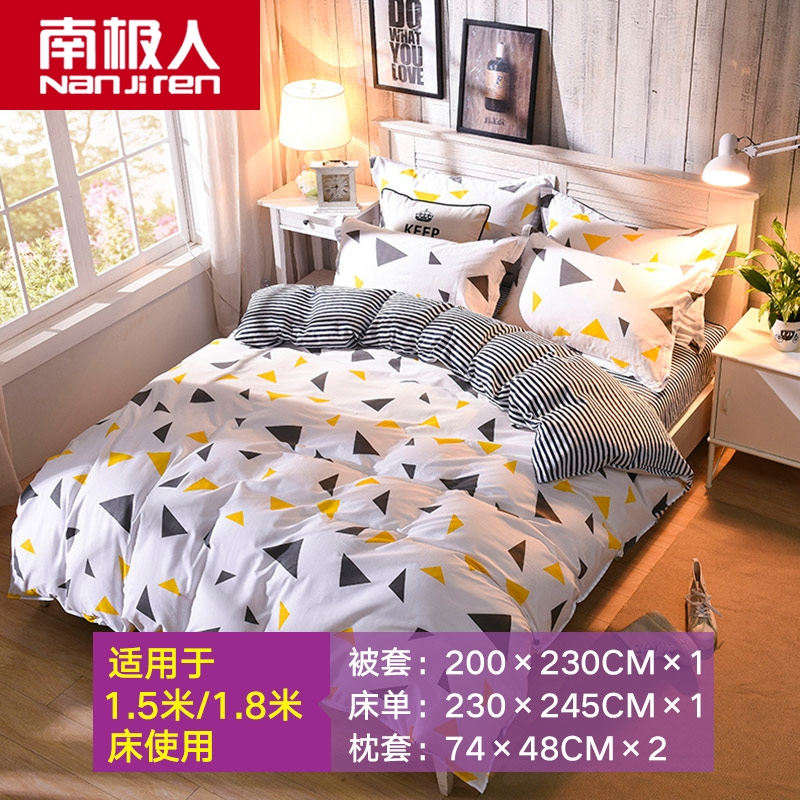 南极人
NanJiren
DO
WHAT
YOU
LOVE
KEEP
适用于
1.5米/1.8米
床使用
被套：200×230CM×1
床单：230×245CM×1
枕套：74×48CM×2